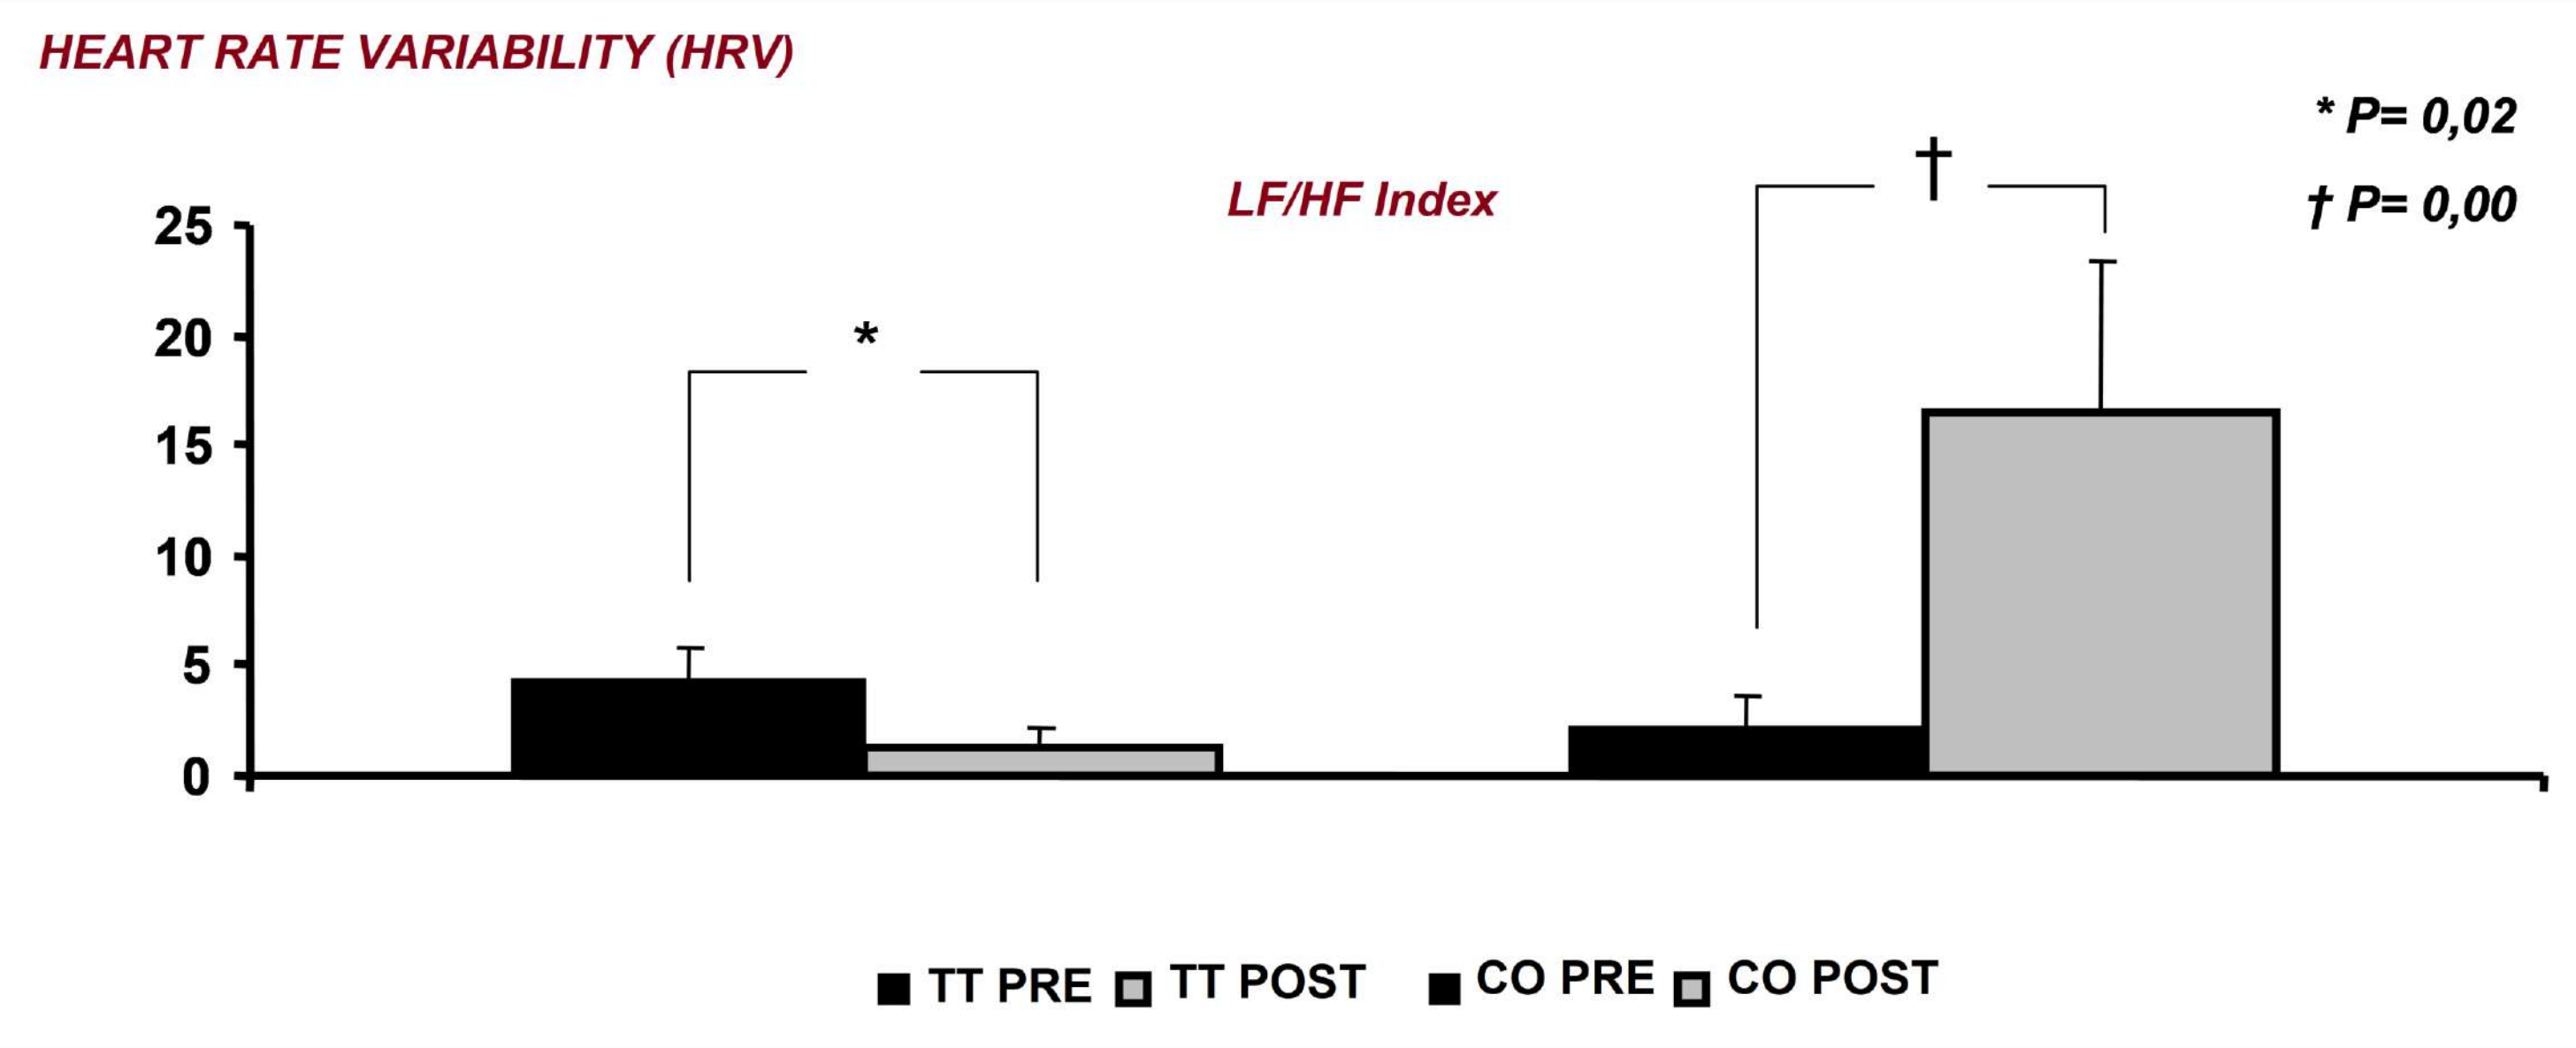 HEART RATE VARIABILITY (HRV)
* P= 0,02
† P= 0,00
LF/HF Index
†
*
25
20
15
10
5
0
TT PRE TT POST CO PRE CO POST